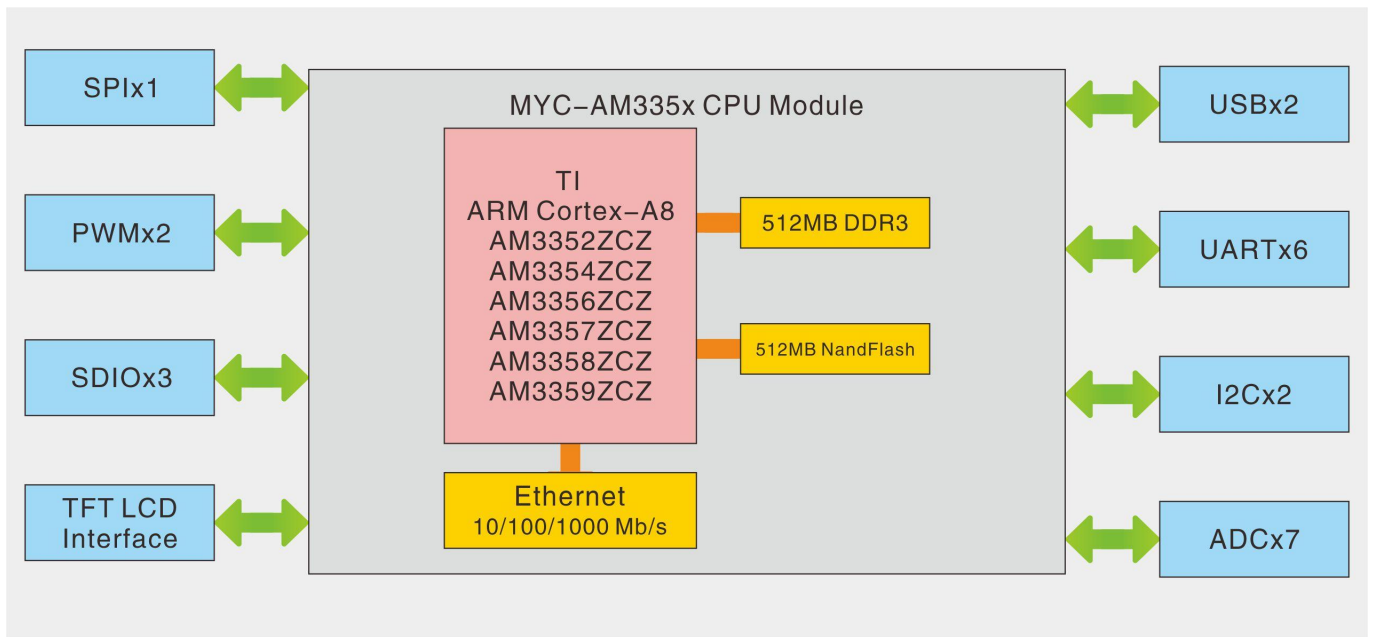 SPIx1
PWMx2
SDIOx3
TFT LCD
Interface
MYC-AM335x CPU Module
TI
ARM Cortex-A8
AM3352ZCZ
AM3354ZCZ
AM3356ZCZ
AM3357ZCZ
AM3358ZCZ
AM3359ZCZ
512MB DDR3
512MB NandFlash
Ethernet
10/100/1000 Mb/s
USBx2
UARTx6
I2Cx2
ADCx7